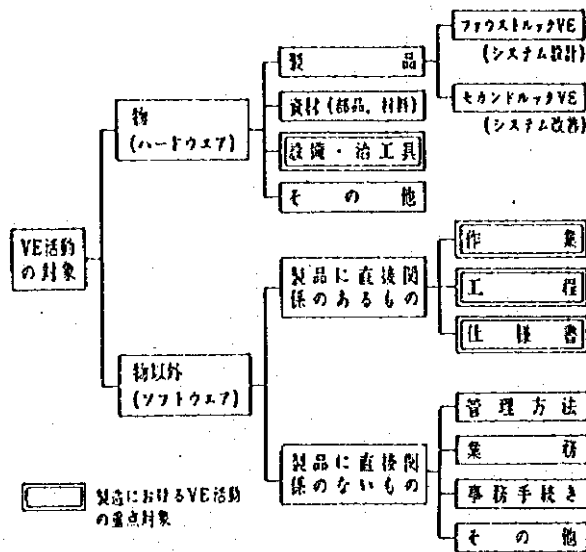 VE活動
の対象
物
(ハードウエア)
製品
ファウストルックVE
(システム設計)
セカンドルックVE
(システム改善)
資材(部品、材料)
設備・治工具
その他
物以外
(ソフトウエア)
製品に直接関
係のあるもの
作業
工程
仕様書
製品に直接関
係のないもの
管理方法
業務
事務手続き
その他
製造におけるVE活動
の重点対象